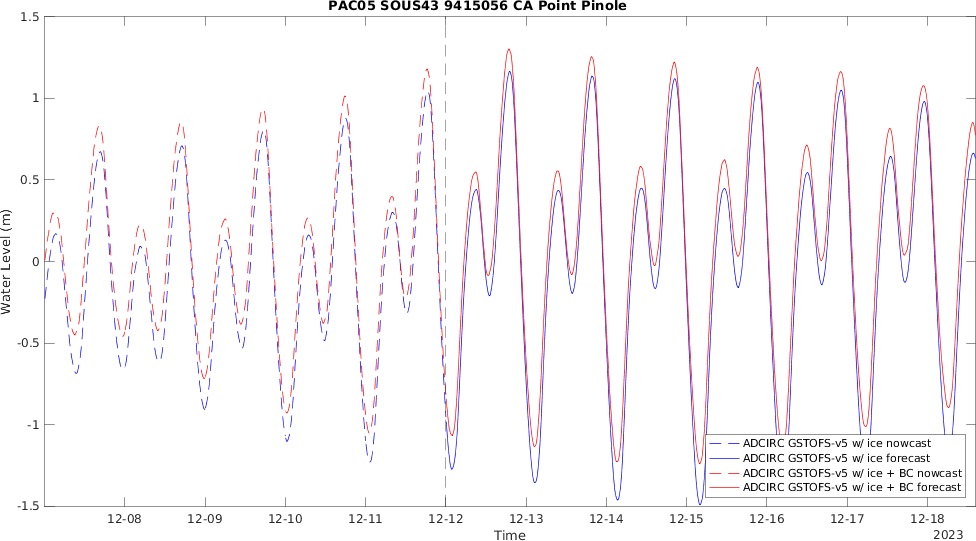 PAC05 SOUS43 9415056 CA Point Pinole
1.5
1
0.5
0
-0.5
-1
-1.5
Water Level (m)
12-08 12-09 12-10 12-11 12-12 12-13 12-14 12-15 12-16 12-17 12-18
Time
2023
ADCIRC GSTOFS-v5 w/ ice nowcast
ADCIRC GSTOFS-v5 w/ ice forecast
ADCIRC GSTOFS-v5 w/ ice + BC nowcast
ADCIRC GSTOFS-v5 w/ ice + BC forecast